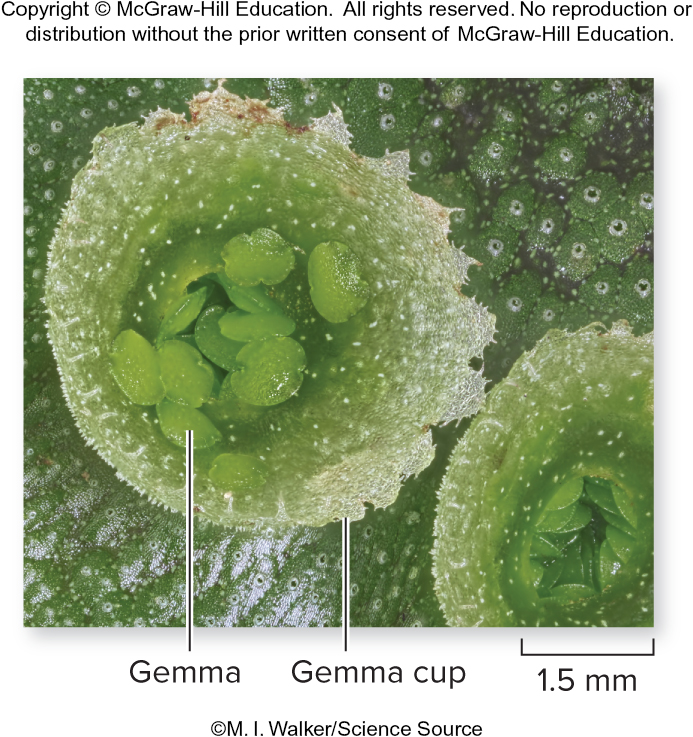 Copyright © McGraw-Hill Education. All rights reserved. No reproduction or
distribution without the prior written consent of McGraw-Hill Education.
Gemma
Gemma cup
1.5 mm
©M. I. Walker/Science Source